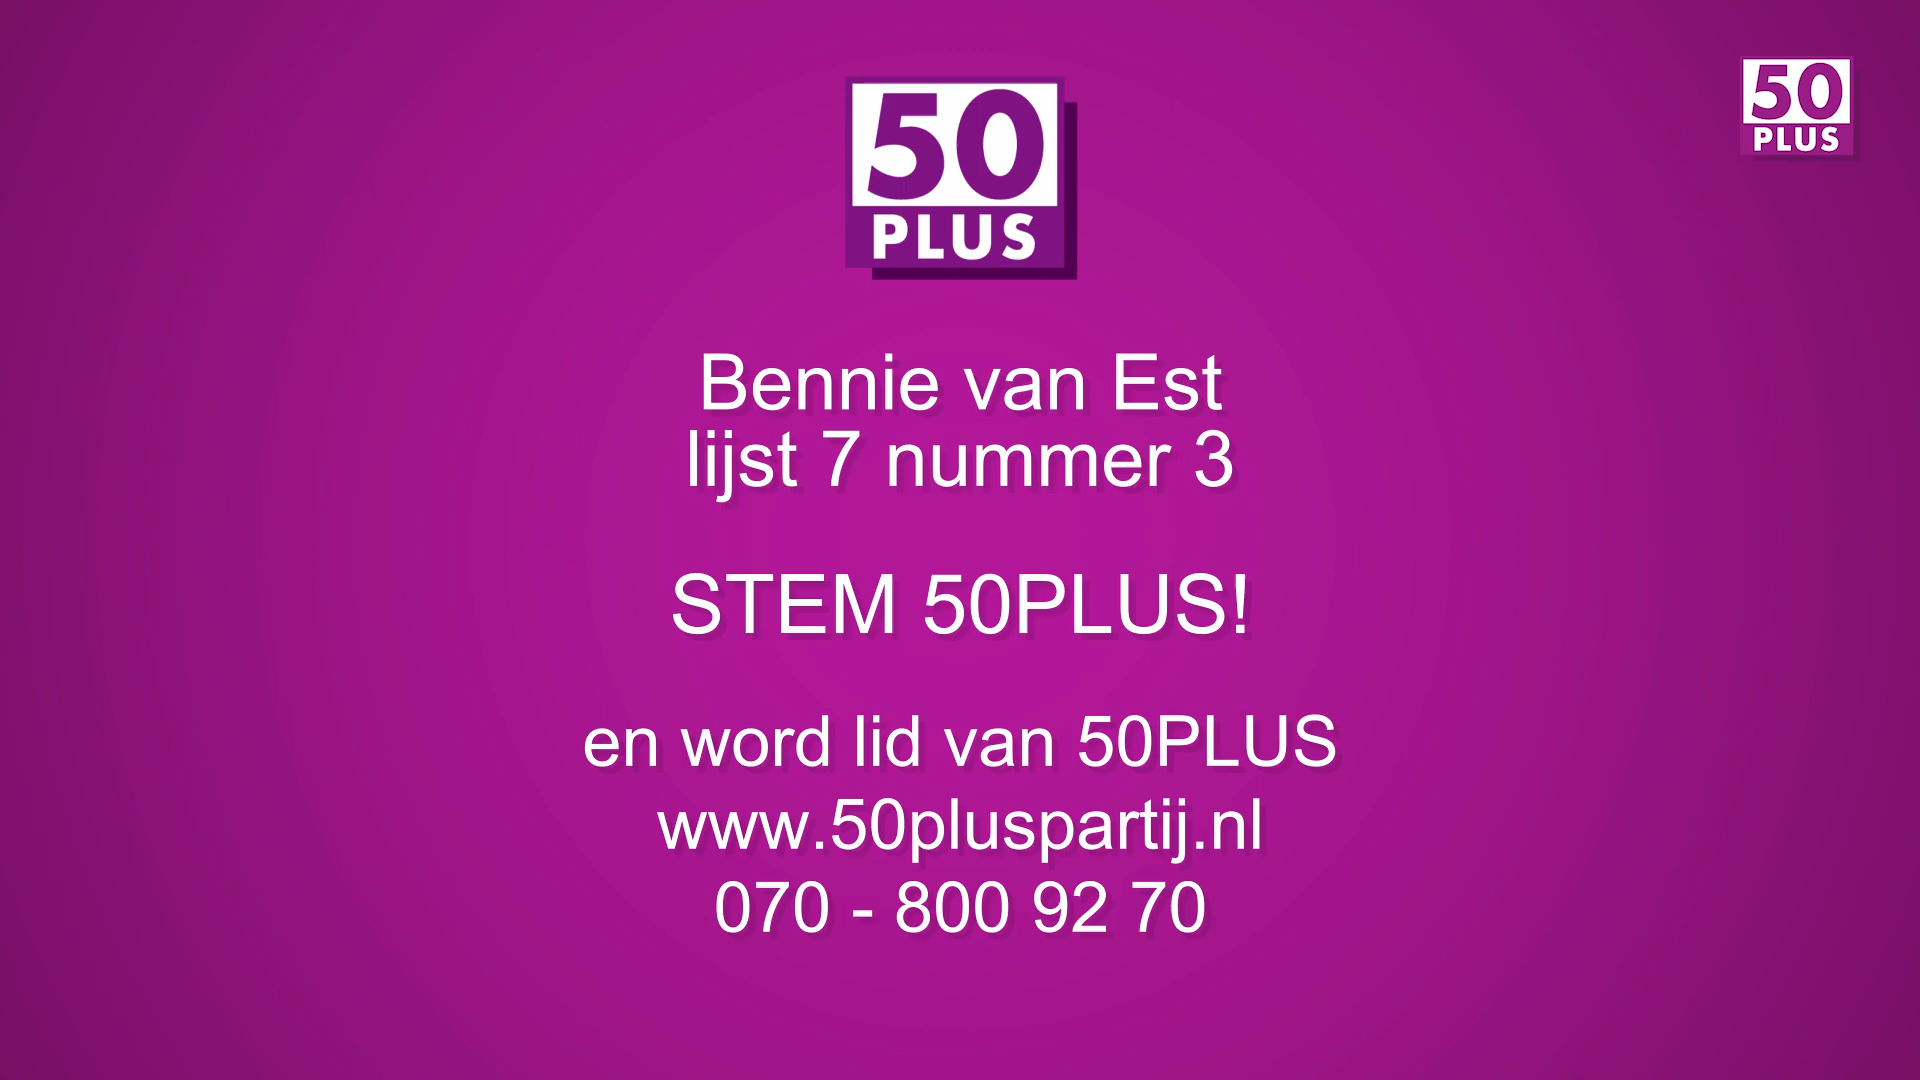 50
PLUS
50
PLUS
Bennie van Est
lijst 7 nummer 3
STEM 50PLUS!
en word lid van 50PLUS
www.50pluspartij.nl
070 - 800 92 70